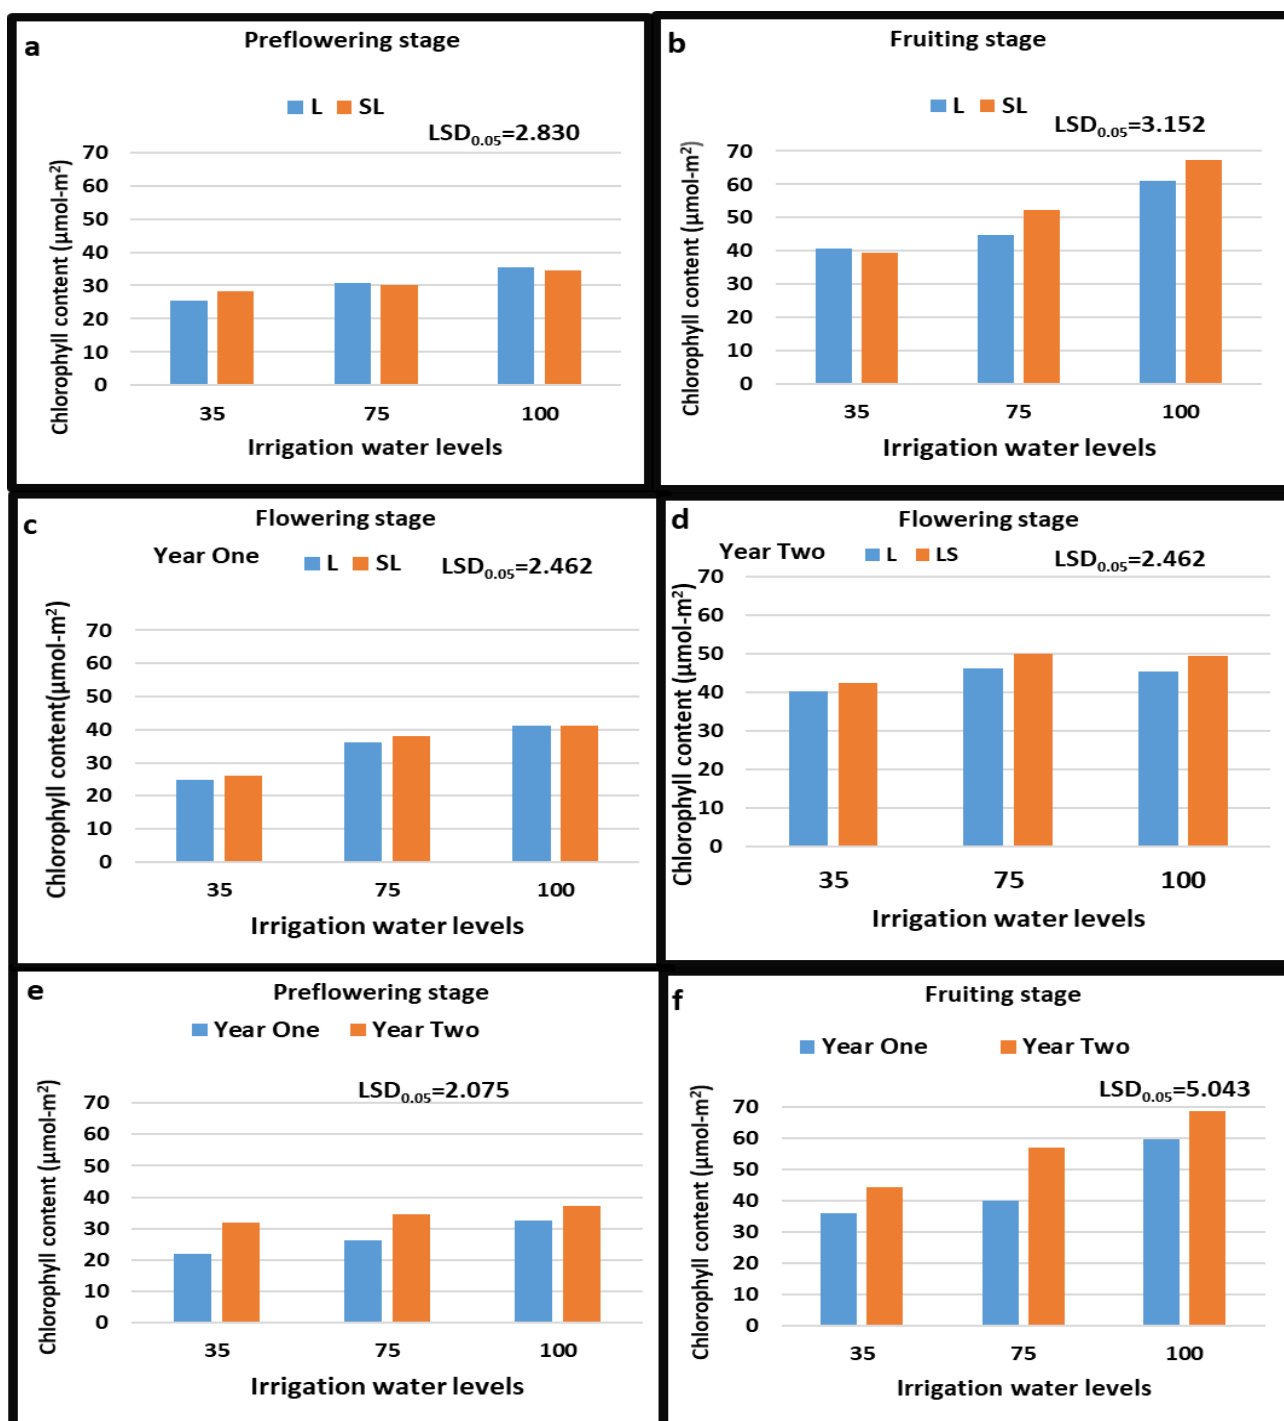 a
Preflowering stage
L SL
LSD0.05=2.830
Chlorophyll content (µmol-m²)
70
60
50
40
30
20
10
0
35 75 100
Irrigation water levels
b
Fruiting stage
L SL
LSD0.05=3.152
Chlorophyll content (µmol-m²)
70
60
50
40
30
20
10
0
35 75 100
Irrigation water levels
c
Flowering stage
Year One L SL LSD0.05=2.462
Chlorophyll content(µmol-m²)
70
60
50
40
30
20
10
0
35 75 100
Irrigation water levels
d
Flowering stage
Year Two L LS LSD0.05=2.462
Chlorophyll content (µmol-m²)
70
60
50
40
30
20
10
0
35 75 100
Irrigation water levels
e
Preflowering stage
Year One Year Two
LSD0.05=2.075
Chlorophyll content (µmol-m²)
70
60
50
40
30
20
10
0
35 75 100
Irrigation water levels
f
Fruiting stage
Year One Year Two
LSD0.05=5.043
Chlorophyll content (µmol-m²)
70
60
50
40
30
20
10
0
35 75 100
Irrigation water levels